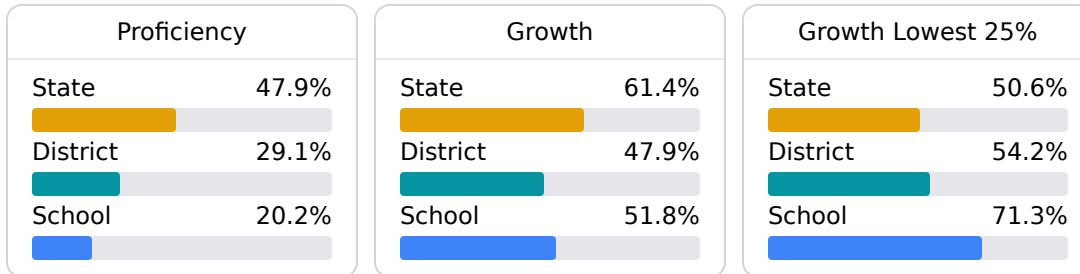 Proficiency
State 47.9%
District 29.1%
School 20.2%
Growth
State 61.4%
District 47.9%
School 51.8%
Growth Lowest 25%
State 50.6%
District 54.2%
School 71.3%